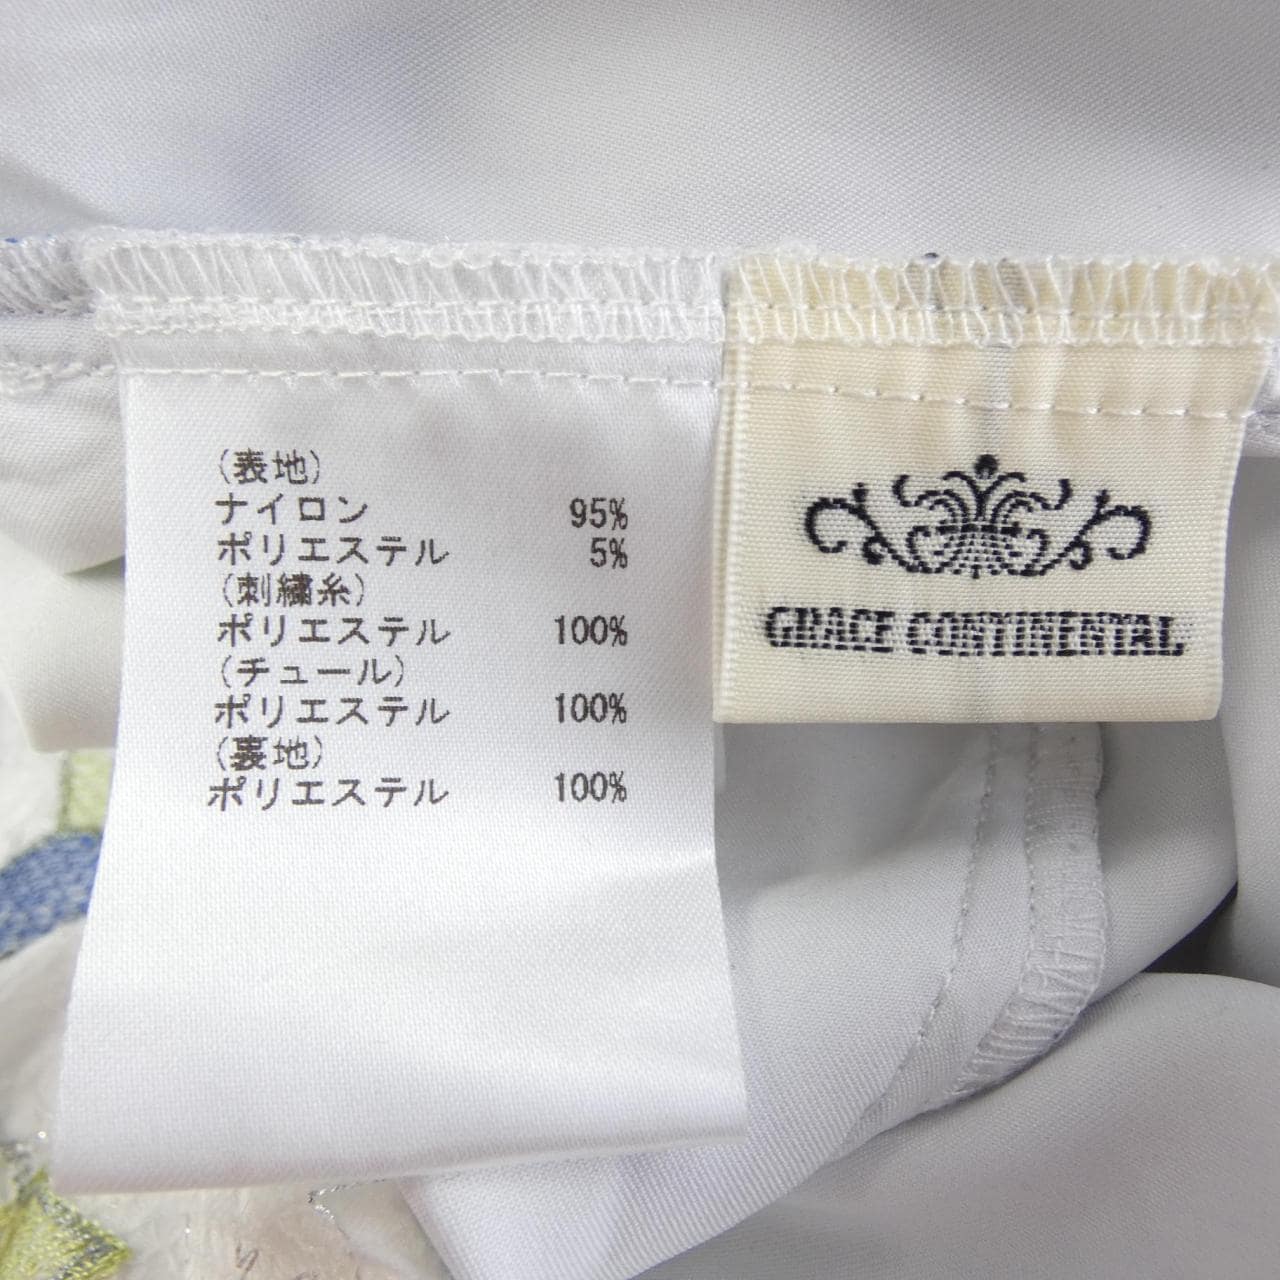 (表地)
ナイロン 95%
ポリエステル 5%
(刺繍糸)
ポリエステル 100%
(チュール)
ポリエステル 100%
(裏地)
ポリエステル 100%
GRACE CONTINENTAL